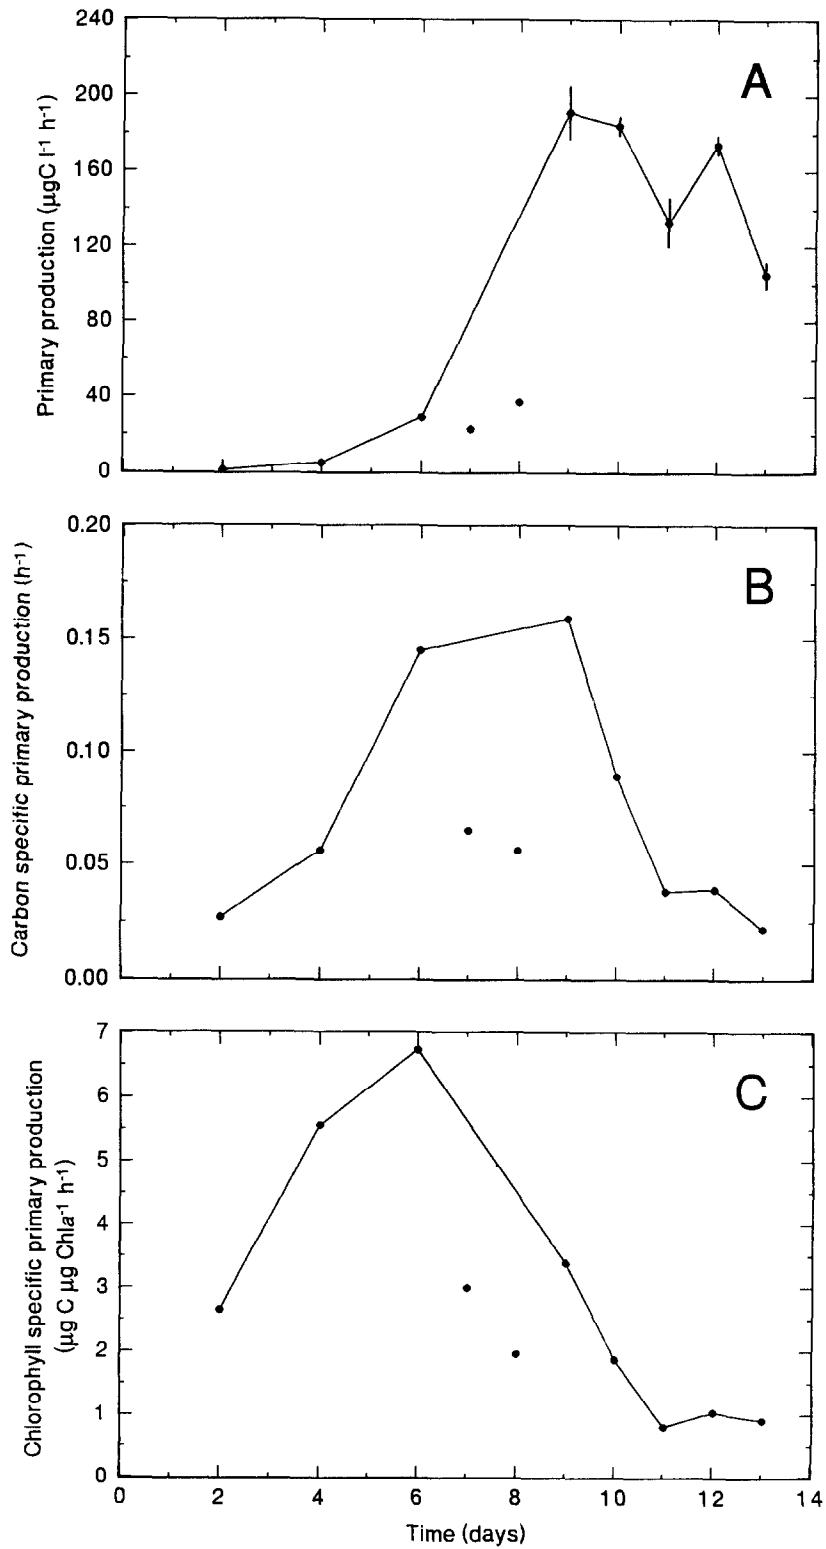 240
200
160
120
80
40
0
Primary production (µgC l⁻¹ h⁻¹)
A
0.20
0.15
0.10
0.05
0.00
Carbon specific primary production (h⁻¹)
B
7
6
5
4
3
2
1
0
Chlorophyll specific primary production
(µg C µg Chla⁻¹ h⁻¹)
C
0 2 4 6 8 10 12 14
Time (days)